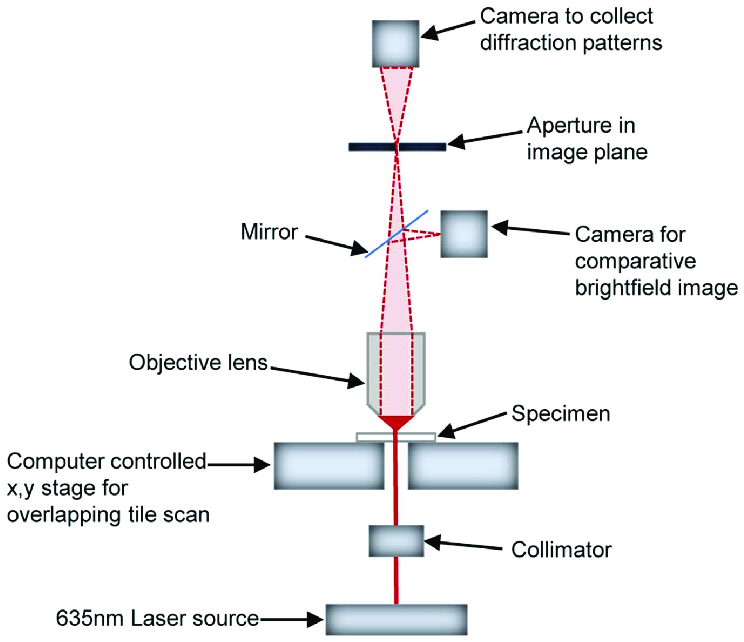 Camera to collect
diffraction patterns
Aperture in
image plane
Mirror
Camera for
comparative
brightfield image
Objective lens
Specimen
Computer controlled
x,y stage for
overlapping tile scan
Collimator
635nm Laser source